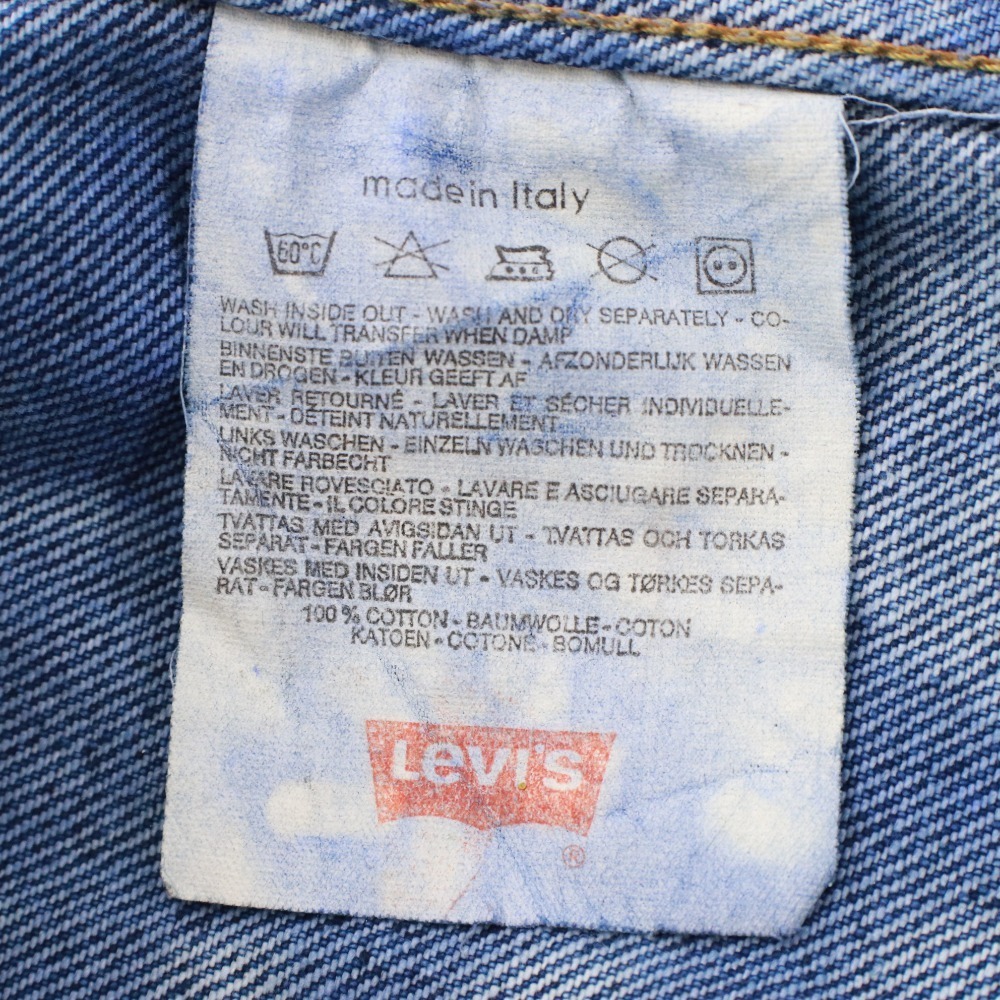 made in Italy
60°C
WASH INSIDE OUT - WASH AND DRY SEPARATELY - CO-
LOUR WILL TRANSFER WHEN DAMP
BINNENSTE BUITEN WASSEN - AFZONDERLIJK WASSEN
EN DROGEN - KLEUR GEEFT AF
LAVER RETOURNÉ - LAVER ET SÉCHER INDIVIDUELLE-
MENT - DÉTEINT NATURELLEMENT
LINKS WASCHEN - EINZELN WASCHEN UND TROCKNEN -
NICHT FARBECHT
LAVARE ROVESCIATO - LAVARE E ASCIUGARE SEPARA-
TAMENTE - IL COLORE STINGE
TVATTAS MED AVIGSIDAN UT - TVATTAS OCH TORKAS
SEPARAT - FARGEN FALLER
VASKES MED INSIDEN UT - VASKES OG TØRKES SEPA-
RAT - FARGEN BLØR
100 % COTTON - BAUMWOLLE - COTON
KATOEN - COTONE - BOMULL
LEVI'S
®